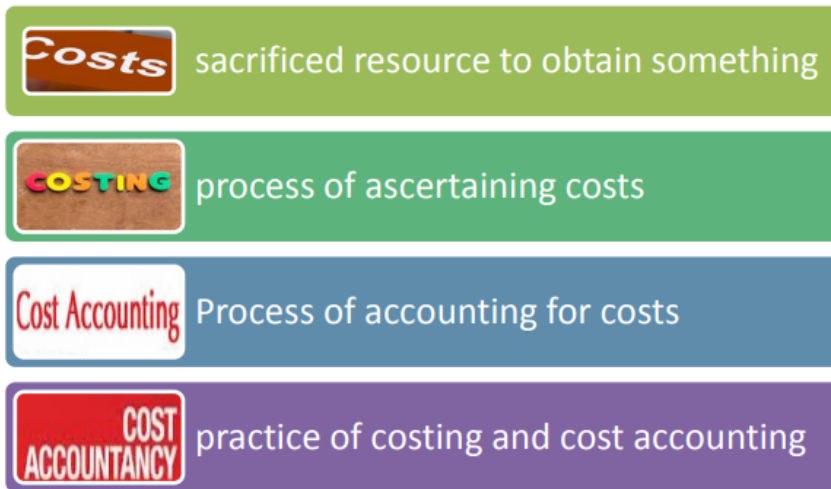 Costs
sacrificed resource to obtain something
COSTING
process of ascertaining costs
Cost Accounting
Process of accounting for costs
COST
ACCOUNTANCY
practice of costing and cost accounting